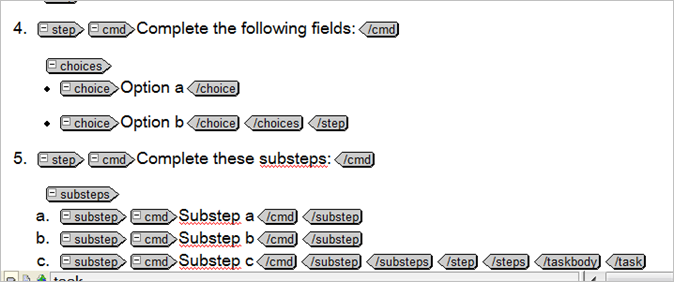 4. step cmd Complete the following fields: /cmd
choices
• choice Option a /choice
• choice Option b /choice /choices /step
5. step cmd Complete these substeps: /cmd
substeps
a. substep cmd Substep a /cmd /substep
b. substep cmd Substep b /cmd /substep
c. substep cmd Substep c /cmd /substep /substeps /step /steps /taskbody /task
task